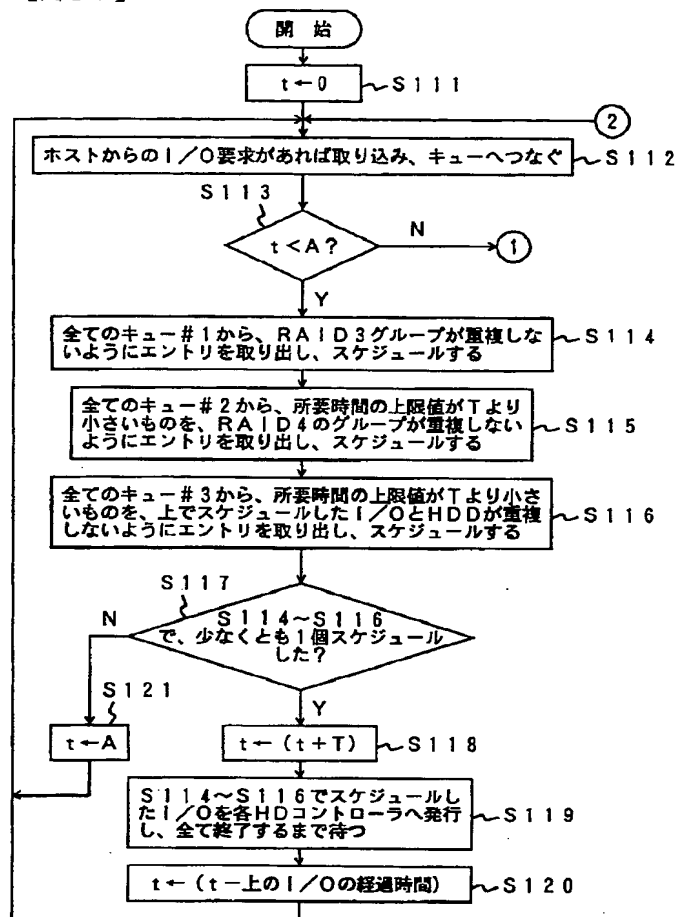 開 始
t←0
S111
②
ホストからのI/O要求があれば取り込み、キューへつなぐ
S112
S113
t<A?
N
①
Y
全てのキュー#1から、RAID3グループが重複しな
いようにエントリを取り出し、スケジュールする
S114
全てのキュー#2から、所要時間の上限値がTより
小さいものを、RAID4のグループが重複しない
ようにエントリを取り出し、スケジュールする
S115
全てのキュー#3から、所要時間の上限値がTより小さ
いものを、上でスケジュールしたI/OとHDDが重複
しないようにエントリを取り出し、スケジュールする
S116
S117
N
S114~S116
で、少なくとも1個スケジュール
した?
S121
Y
t←A
t←(t+T)
S118
S114~S116でスケジュールし
たI/Oを各HDコントローラへ発行
し、全て終了するまで待つ
S119
t←(t-上のI/Oの経過時間)
S120